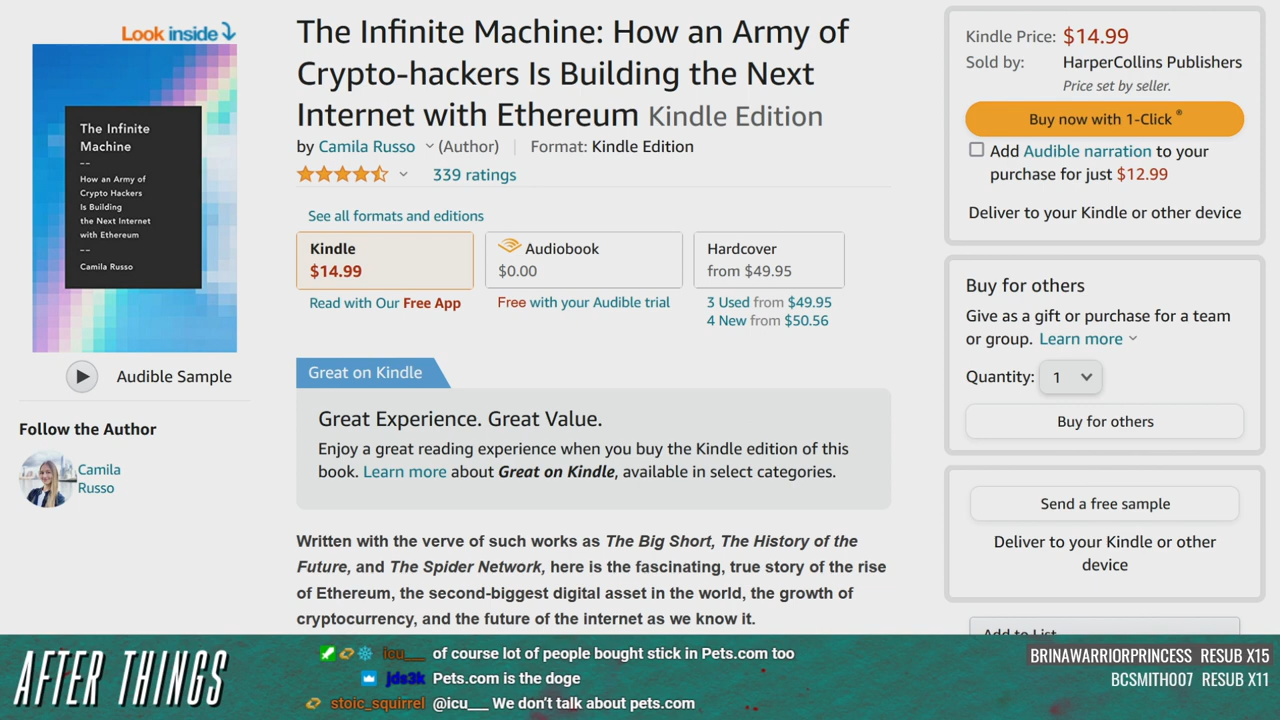 Look inside
The Infinite
Machine
--
How an Army of
Crypto Hackers
Is Building
the Next Internet
with Ethereum
--
Camila Russo
Audible Sample
Follow the Author
Camila
Russo
The Infinite Machine: How an Army of
Crypto-hackers Is Building the Next
Internet with Ethereum Kindle Edition
by Camila Russo (Author) | Format: Kindle Edition
339 ratings
See all formats and editions
Kindle
$14.99
Read with Our Free App
Audiobook
$0.00
Free with your Audible trial
Hardcover
from $49.95
3 Used from $49.95
4 New from $50.56
Great on Kindle
Great Experience. Great Value.
Enjoy a great reading experience when you buy the Kindle edition of this
book. Learn more about Great on Kindle, available in select categories.
Written with the verve of such works as The Big Short, The History of the
Future, and The Spider Network, here is the fascinating, true story of the rise
of Ethereum, the second-biggest digital asset in the world, the growth of
cryptocurrency, and the future of the internet as we know it.
Kindle Price: $14.99
Sold by: HarperCollins Publishers
Price set by seller.
Buy now with 1-Click ®
Add Audible narration to your
purchase for just $12.99
Deliver to your Kindle or other device
Buy for others
Give as a gift or purchase for a team
or group. Learn more
Quantity: 1
Buy for others
Send a free sample
Deliver to your Kindle or other
device
Add to List
AFTER THINGS
icu___ of course lot of people bought stick in Pets.com too
jds3k Pets.com is the doge
stoic_squirrel @icu___ We don't talk about pets.com
BRINAWARRIORPRINCESS RESUB X15
BCSMITH007 RESUB X11